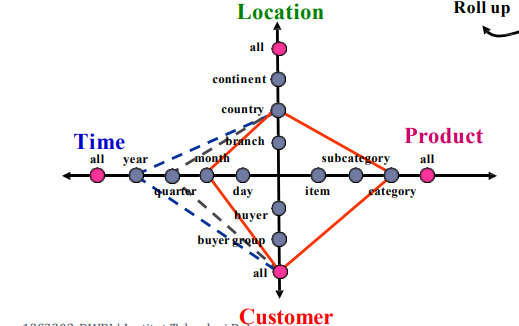 Location
Roll up
all
continent
country
branch
Time
Product
all
year
month
subcategory
all
quarter
day
item
category
buyer
buyer group
all
Customer